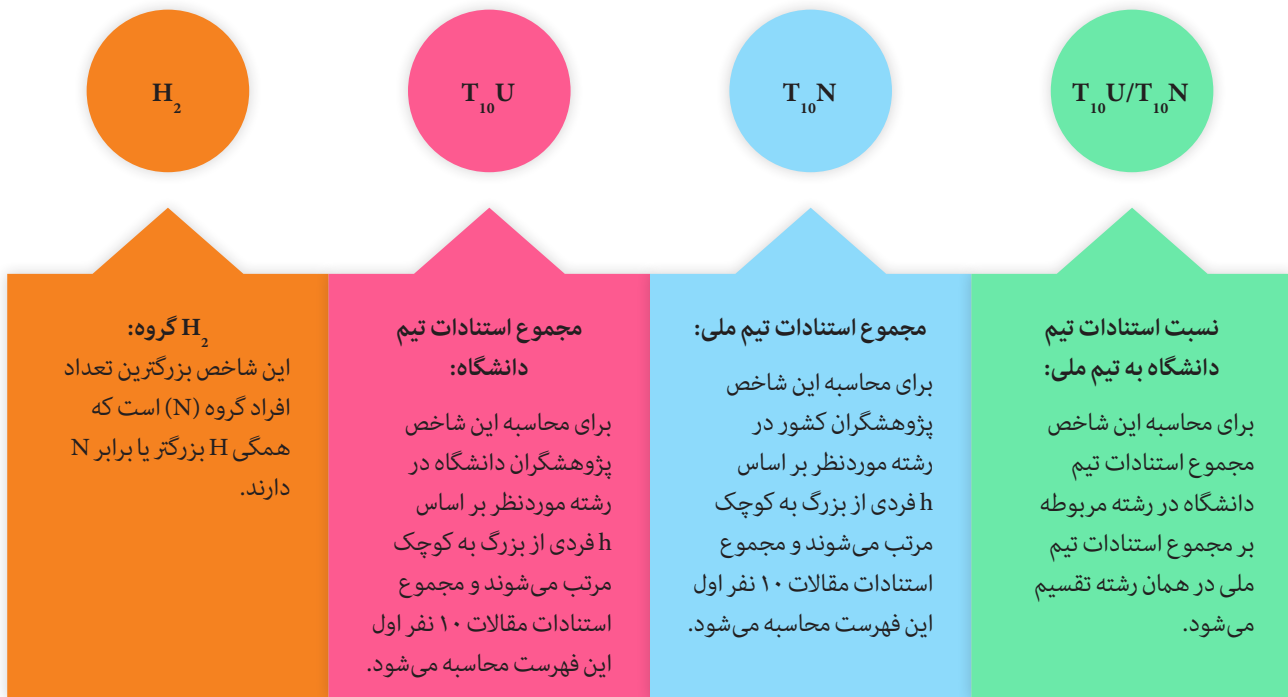 T₁₀U/T₁₀N
نسبت استنادات تیم
دانشگاه به تیم ملی:
برای محاسبه این شاخص
مجموع استنادات تیم
دانشگاه در رشته مربوطه
بر مجموع استنادات تیم
ملی در همان رشته تقسیم
می‌شود.
T₁₀N
مجموع استنادات تیم ملی:
برای محاسبه این شاخص
پژوهشگران کشور در
رشته موردنظر بر اساس
h فردی از بزرگ به کوچک
مرتب می‌شوند و مجموع
استنادات مقالات ۱۰ نفر اول
این فهرست محاسبه می‌شود.
T₁₀U
مجموع استنادات تیم
دانشگاه:
برای محاسبه این شاخص
پژوهشگران دانشگاه در
رشته موردنظر بر اساس
h فردی از بزرگ به کوچک
مرتب می‌شوند و مجموع
استنادات مقالات ۱۰ نفر اول
این فهرست محاسبه می‌شود.
H₂
H₂ گروه:
این شاخص بزرگترین تعداد
افراد گروه (N) است که
همگی H بزرگتر یا برابر N
دارند.